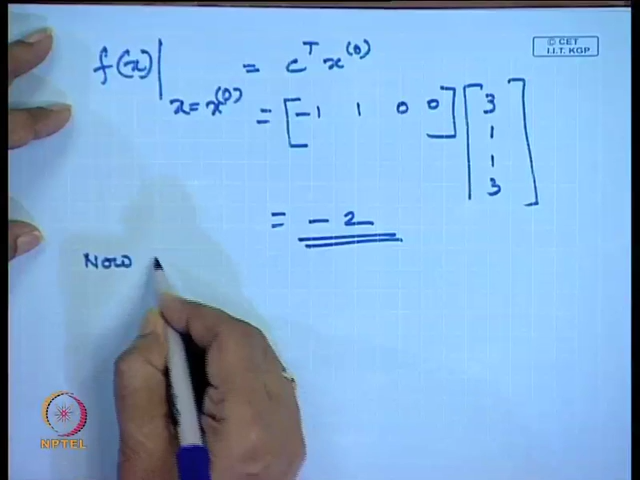 © CET
I.I.T. KGP
f(x)| x=x^(0) = c^T x^(0)
= [-1 1 0 0] [3 1 1 3]
= -2
Now
NPTEL